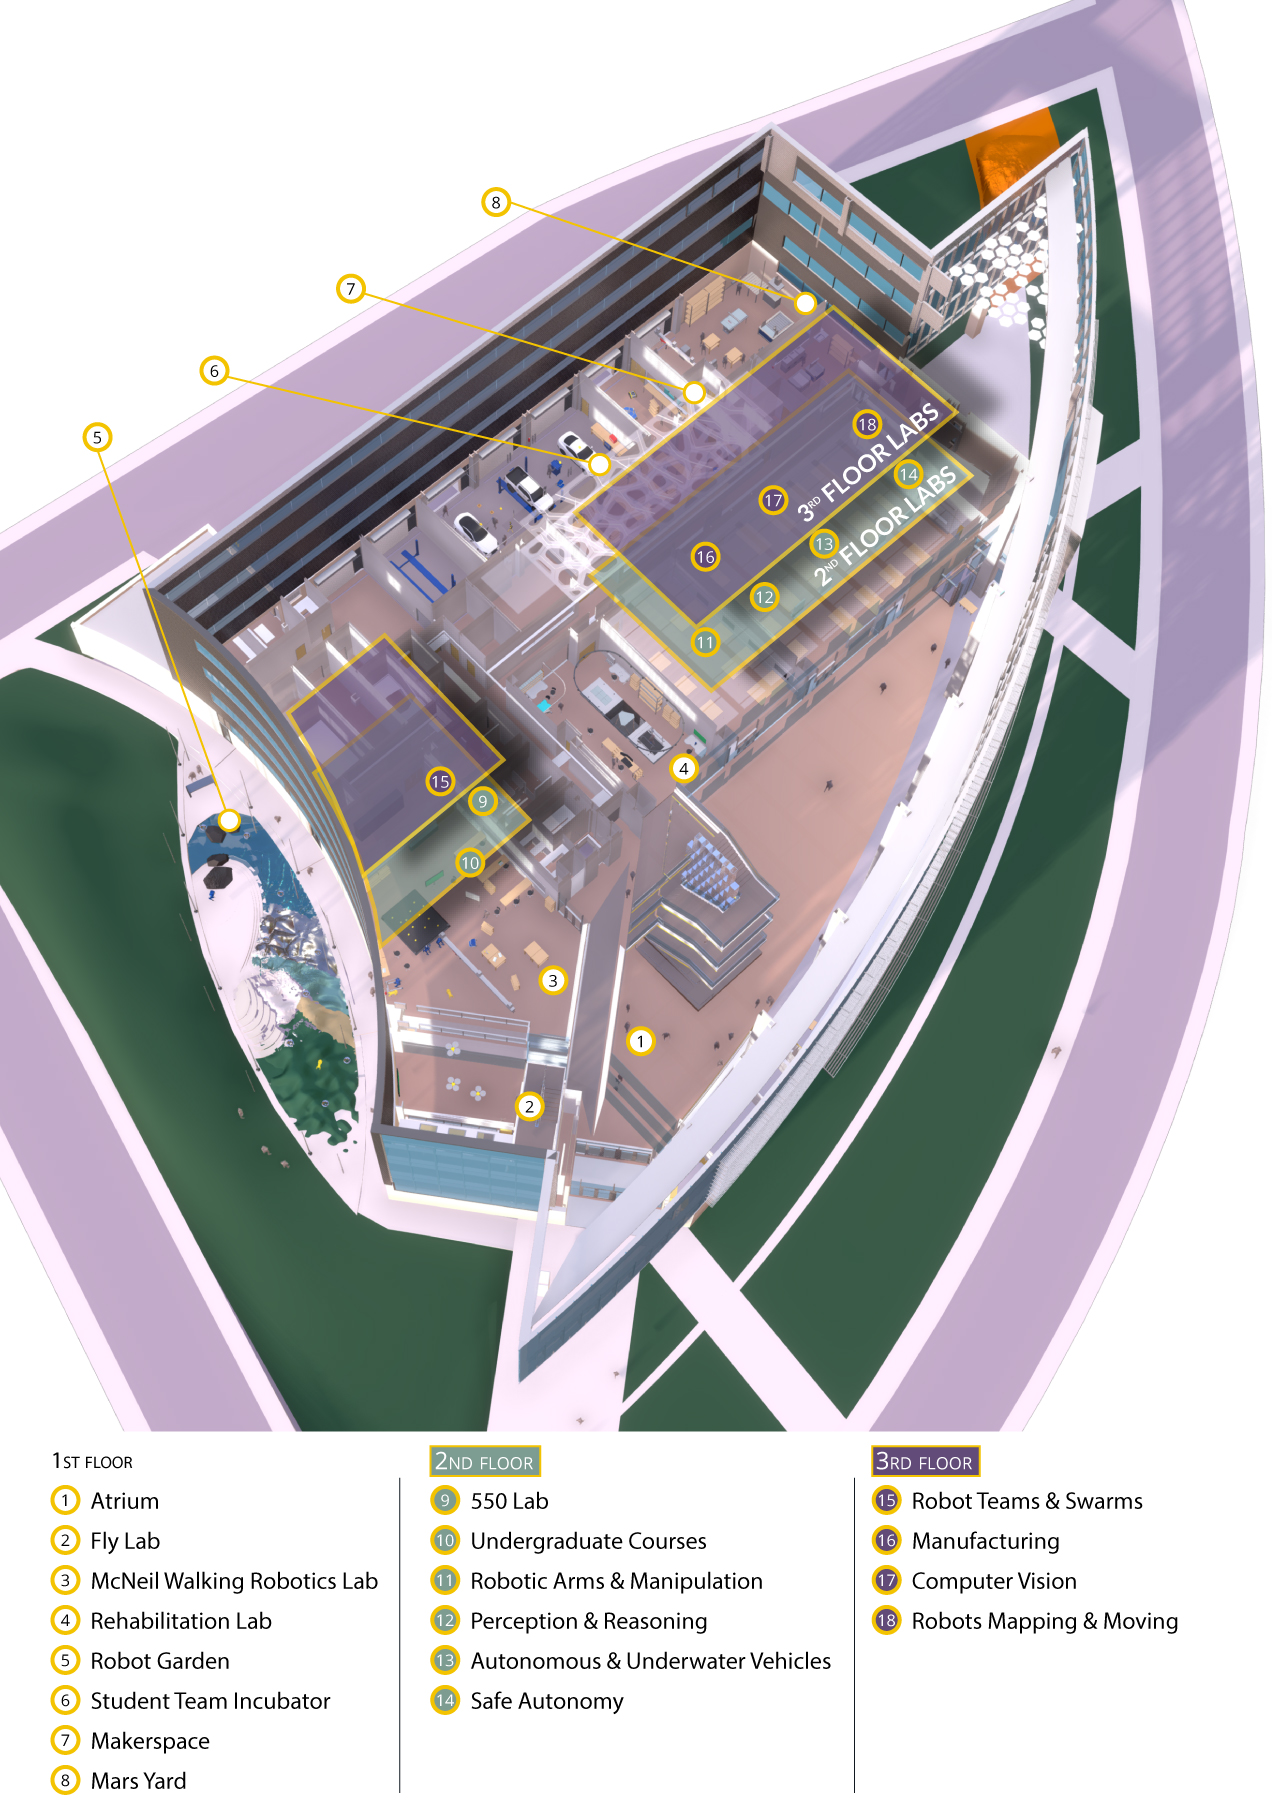 8
7
6
5
18
3RD FLOOR LABS
14
17
2ND FLOOR LABS
13
16
12
11
4
15
9
10
3
1
2
1ST FLOOR
1 Atrium
2 Fly Lab
3 McNeil Walking Robotics Lab
4 Rehabilitation Lab
5 Robot Garden
6 Student Team Incubator
7 Makerspace
8 Mars Yard
2ND FLOOR
9 550 Lab
10 Undergraduate Courses
11 Robotic Arms & Manipulation
12 Perception & Reasoning
13 Autonomous & Underwater Vehicles
14 Safe Autonomy
3RD FLOOR
15 Robot Teams & Swarms
16 Manufacturing
17 Computer Vision
18 Robots Mapping & Moving